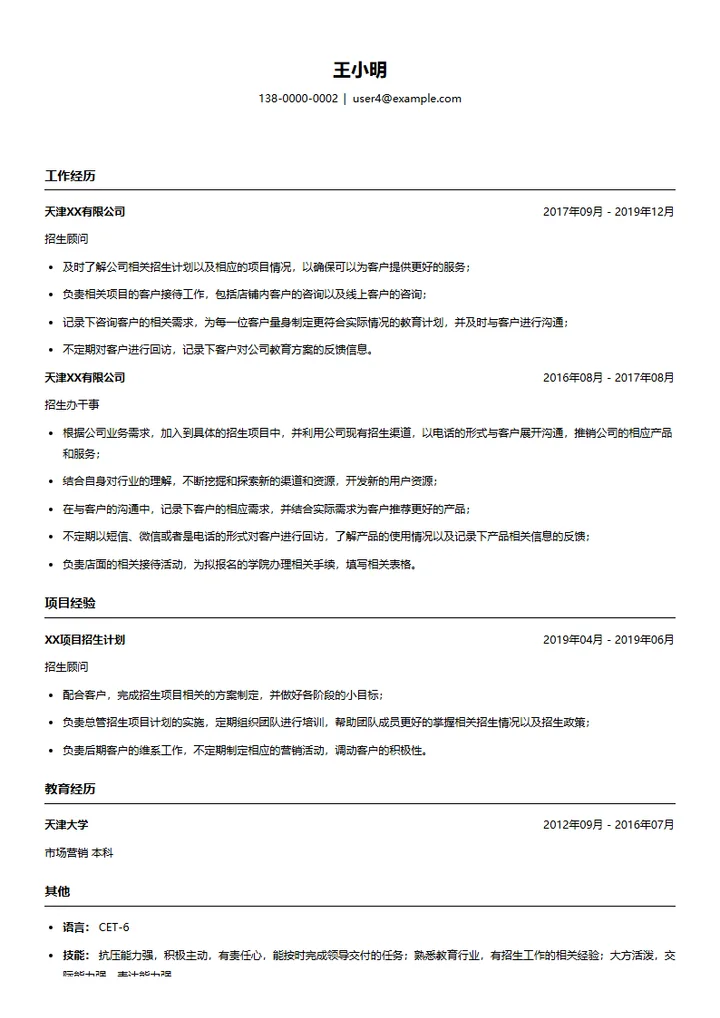 王小明
138-0000-0002 | user4@example.com
工作经历
天津XX有限公司 2017年09月 - 2019年12月
招生顾问
• 及时了解公司相关招生计划以及相应的项目情况，以确保可以为客户提供更好的服务；
• 负责相关项目的客户接待工作，包括店铺内客户的咨询以及线上客户的咨询；
• 记录下咨询客户的相关需求，为每一位客户量身制定更符合实际情况的教育计划，并及时与客户进行沟通；
• 不定期对客户进行回访，记录下客户对公司教育方案的反馈信息。
天津XX有限公司 2016年08月 - 2017年08月
招生办干事
• 根据公司业务需求，加入到具体的招生项目中，并利用公司现有招生渠道，以电话的形式与客户展开沟通，推销公司的相应产品
和服务；
• 结合自身对行业的理解，不断挖掘和探索新的渠道和资源，开发新的用户资源；
• 在与客户的沟通中，记录下客户的相应需求，并结合实际需求为客户推荐更好的产品；
• 不定期以短信、微信或者是电话的形式对客户进行回访，了解产品的使用情况以及记录下产品相关信息的反馈；
• 负责店面的相关接待活动，为拟报名的学院办理相关手续，填写相关表格。
项目经验
XX项目招生计划 2019年04月 - 2019年06月
招生顾问
• 配合客户，完成招生项目相关的方案制定，并做好各阶段的小目标；
• 负责总管招生项目计划的实施，定期组织团队进行培训，帮助团队成员更好的掌握相关招生情况以及招生政策；
• 负责后期客户的维系工作，不定期制定相应的营销活动，调动客户的积极性。
教育经历
天津大学 2012年09月 - 2016年07月
市场营销 本科
其他
• 语言： CET-6
• 技能： 抗压能力强，积极主动，有责任心，能按时完成领导交付的任务；熟悉教育行业，有招生工作的相关经验；大方活泼，交
际能力强，表达能力强